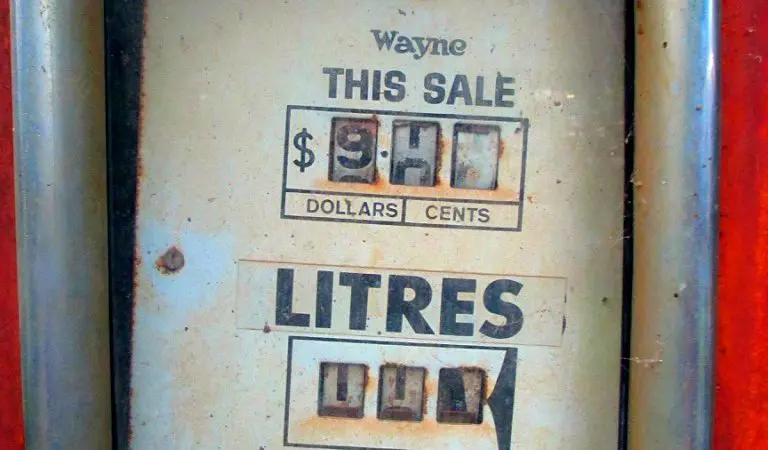 Wayne
THIS SALE
$ 9.
DOLLARS CENTS
LITRES